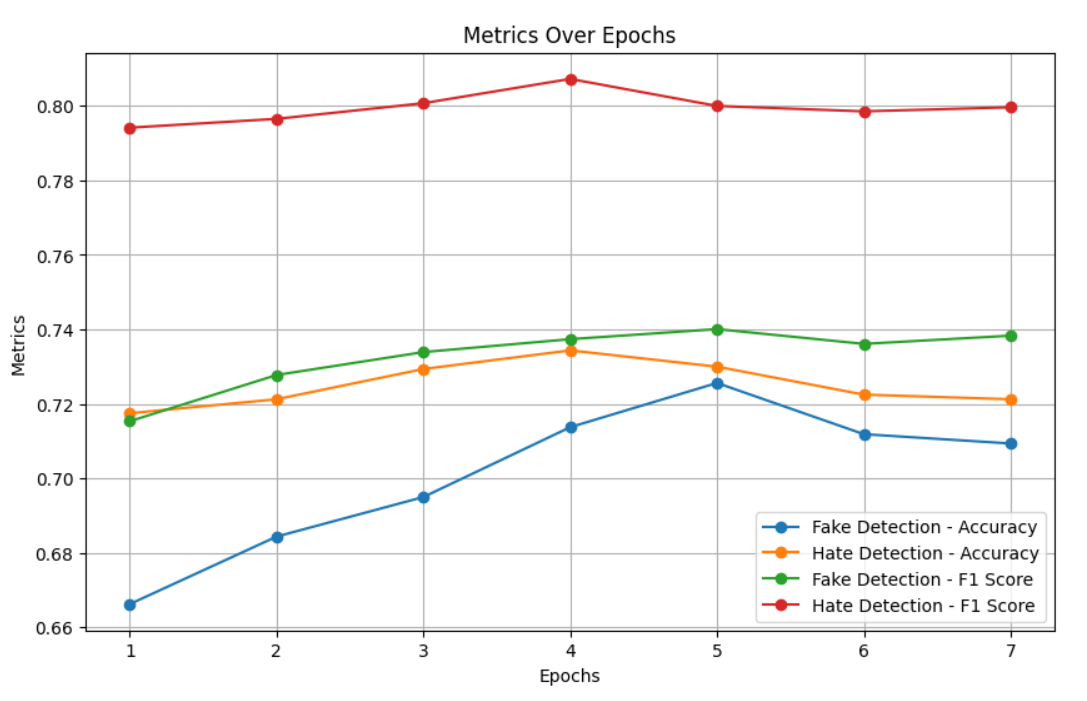 Metrics Over Epochs
Metrics
0.80
0.78
0.76
0.74
0.72
0.70
0.68
0.66
1 2 3 4 5 6 7
Epochs
Fake Detection - Accuracy
Hate Detection - Accuracy
Fake Detection - F1 Score
Hate Detection - F1 Score